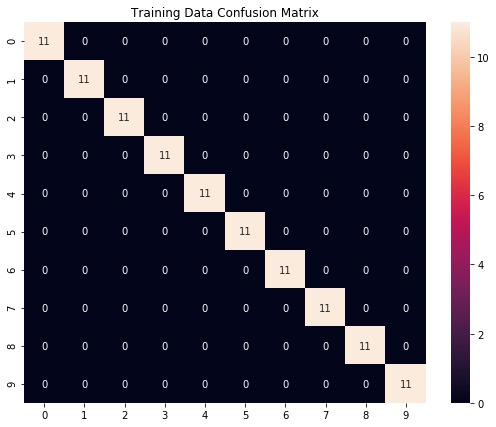 Training Data Confusion Matrix
0 11 0 0 0 0 0 0 0 0 0
1 0 11 0 0 0 0 0 0 0 0
2 0 0 11 0 0 0 0 0 0 0
3 0 0 0 11 0 0 0 0 0 0
4 0 0 0 0 11 0 0 0 0 0
5 0 0 0 0 0 11 0 0 0 0
6 0 0 0 0 0 0 11 0 0 0
7 0 0 0 0 0 0 0 11 0 0
8 0 0 0 0 0 0 0 0 11 0
9 0 0 0 0 0 0 0 0 0 11
0 1 2 3 4 5 6 7 8 9
10
8
6
4
2
0